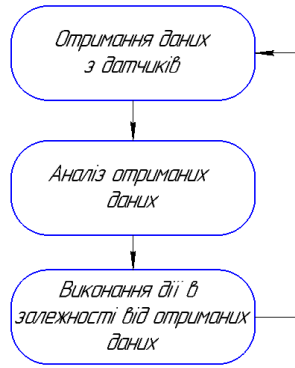 Отримання даних
з датчиків
Аналіз отриманих
даних
Виконання дії в
залежності від отриманих
даних